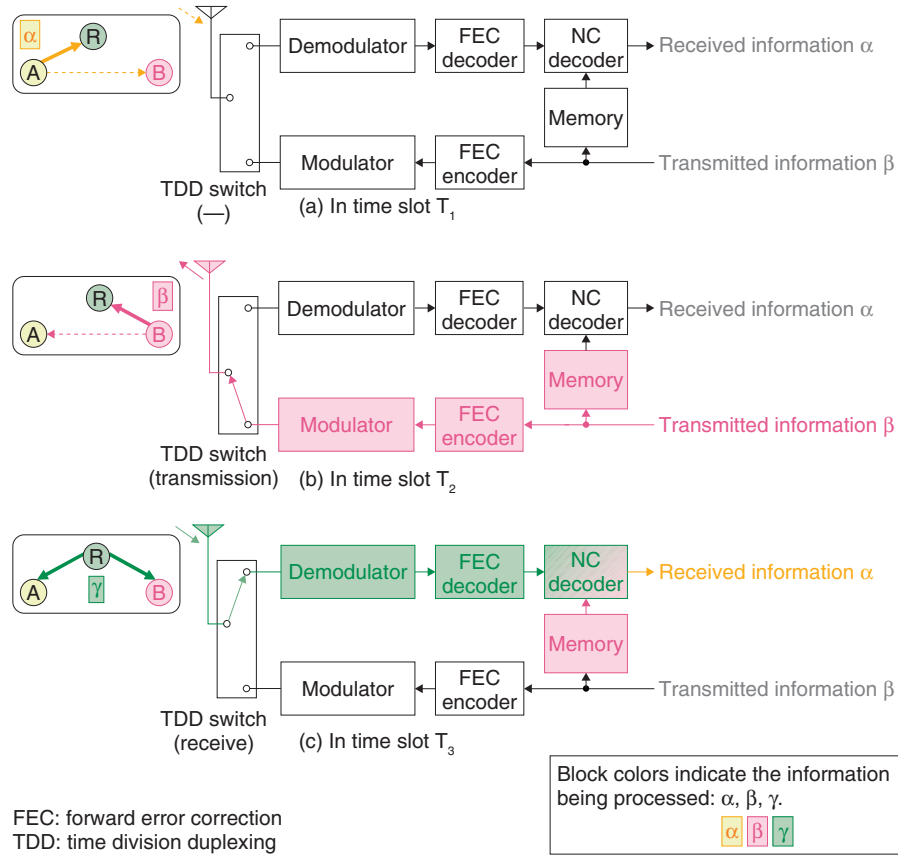 α
R
A
B
Demodulator
FEC
decoder
NC
decoder
Received information α
Memory
Modulator
FEC
encoder
Transmitted information β
TDD switch
(—)
(a) In time slot T1
R
β
A
B
Demodulator
FEC
decoder
NC
decoder
Received information α
Memory
Modulator
FEC
encoder
Transmitted information β
TDD switch
(transmission)
(b) In time slot T2
R
A
γ
B
Demodulator
FEC
decoder
NC
decoder
Received information α
Memory
Modulator
FEC
encoder
Transmitted information β
TDD switch
(receive)
(c) In time slot T3
Block colors indicate the information
being processed: α, β, γ.
α β γ
FEC: forward error correction
TDD: time division duplexing